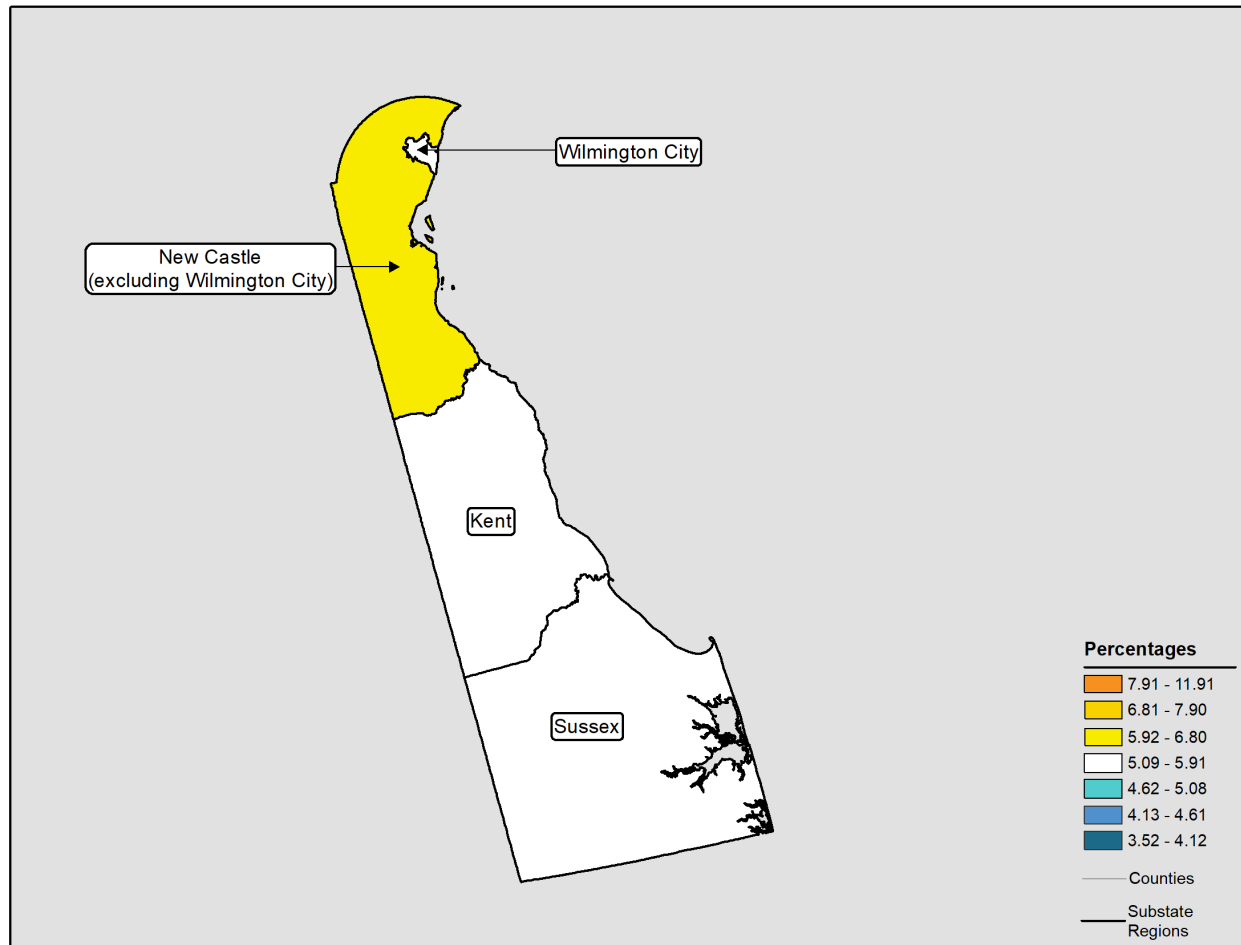 Wilmington City
New Castle
(excluding Wilmington City)
Kent
Sussex
Percentages
7.91 - 11.91
6.81 - 7.90
5.92 - 6.80
5.09 - 5.91
4.62 - 5.08
4.13 - 4.61
3.52 - 4.12
Counties
Substate
Regions